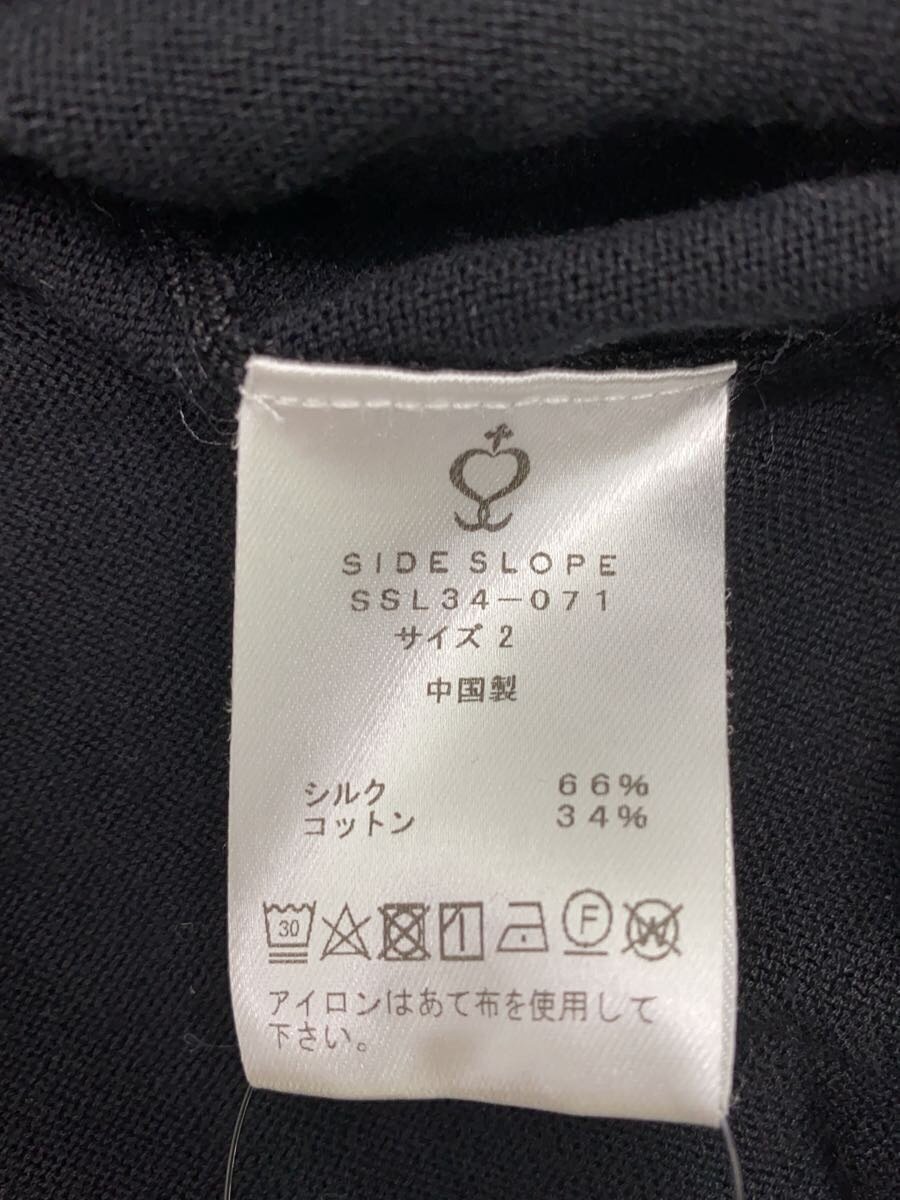 SIDE SLOPE
SSL34-071
サイズ 2
中国製
シルク 66%
コットン 34%
30 F W
アイロンはあて布を使用して
下さい。